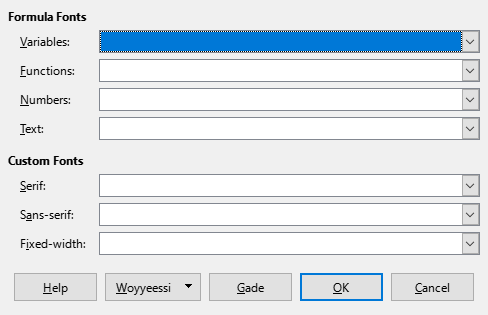 Formula Fonts
Variables:
Functions:
Numbers:
Text:
Custom Fonts
Serif:
Sans-serif:
Fixed-width:
Help Woyyeessi Gade OK Cancel